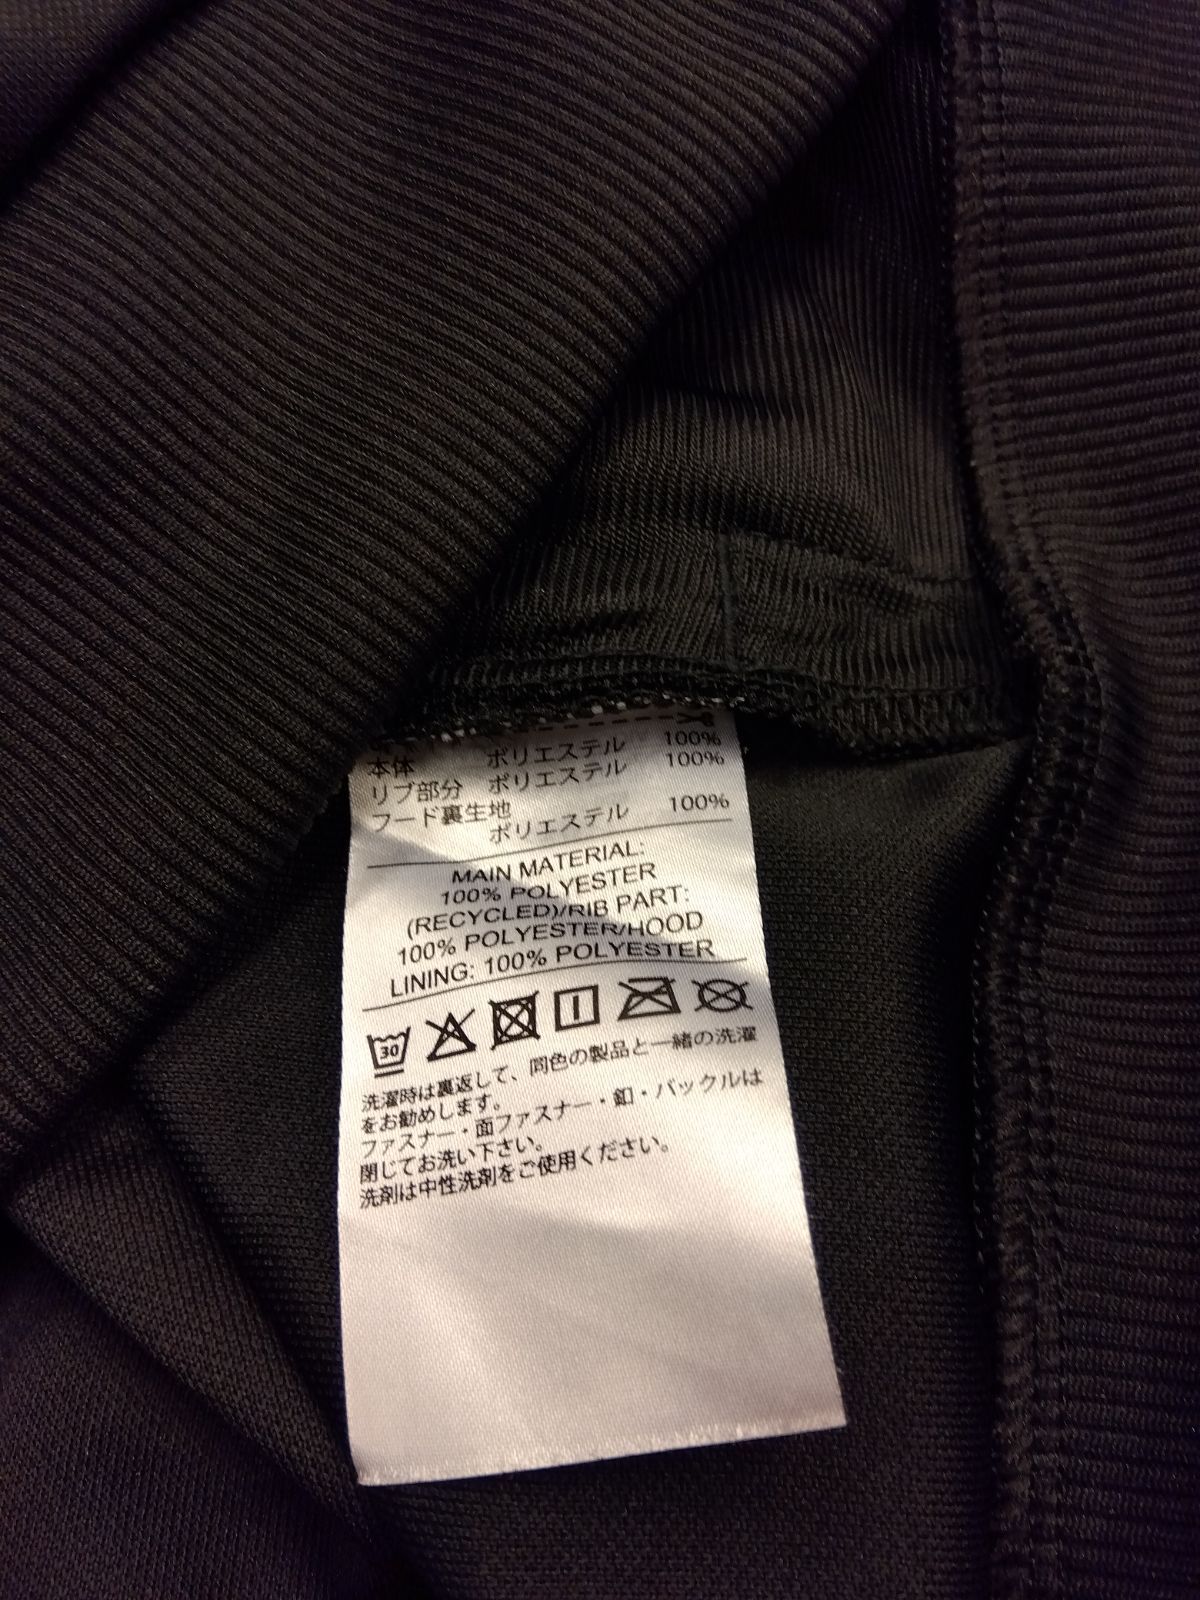 本体 ポリエステル 100%
リブ部分 ポリエステル 100%
フード裏生地
ポリエステル 100%
MAIN MATERIAL:
100% POLYESTER
(RECYCLED)/RIB PART:
100% POLYESTER/HOOD
LINING: 100% POLYESTER
30
洗濯時は裏返して、同色の製品と一緒の洗濯
をお勧めします。
ファスナー・面ファスナー・釦・バックルは
閉じてお洗い下さい。
洗剤は中性洗剤をご使用ください。